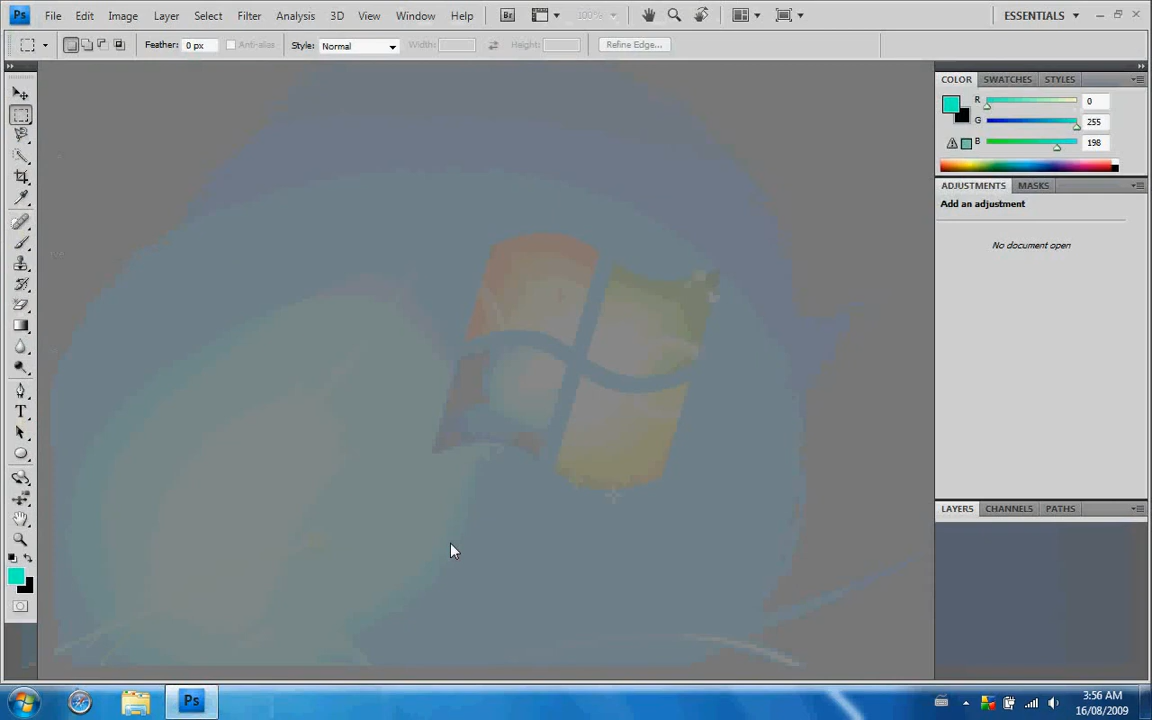 Ps File Edit Image Layer Select Filter Analysis 3D View Window Help Br 100% ESSENTIALS
Feather: 0 px Anti-alias Style: Normal Width: Height: Refine Edge...
COLOR SWATCHES STYLES
R 0
G 255
B 198
ADJUSTMENTS MASKS
Add an adjustment
No document open
T
LAYERS CHANNELS PATHS
Ps
3:56 AM
16/08/2009